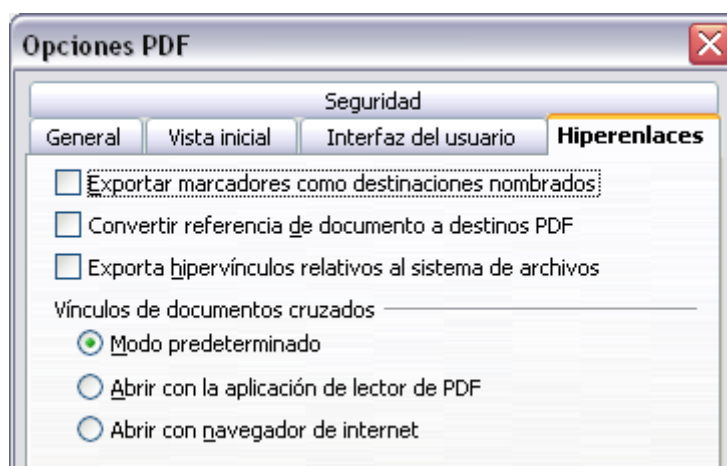 Opciones PDF
Seguridad
General Vista inicial Interfaz del usuario Hiperenlaces
Exportar marcadores como destinaciones nombrados
Convertir referencia de documento a destinos PDF
Exporta hipervínculos relativos al sistema de archivos
Vínculos de documentos cruzados
Modo predeterminado
Abrir con la aplicación de lector de PDF
Abrir con navegador de internet